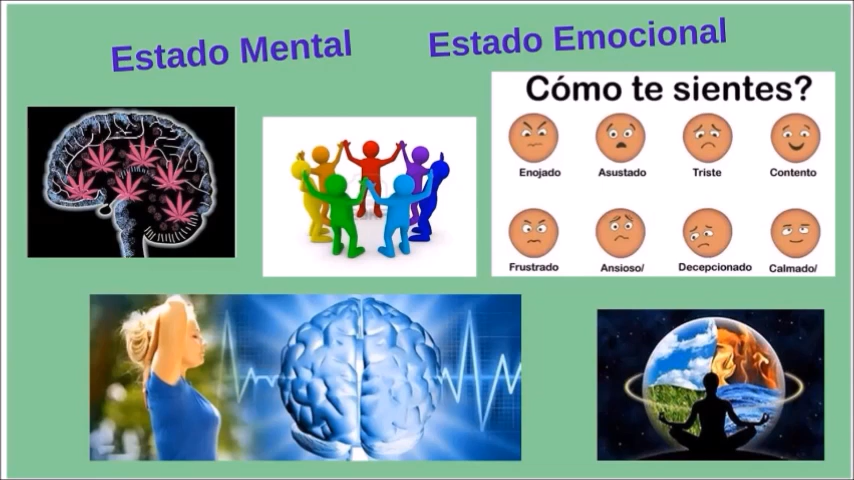 Estado Mental
Estado Emocional
Cómo te sientes?
Enojado
Asustado
Triste
Contento
Frustrado
Ansioso/
Decepcionado
Calmado/